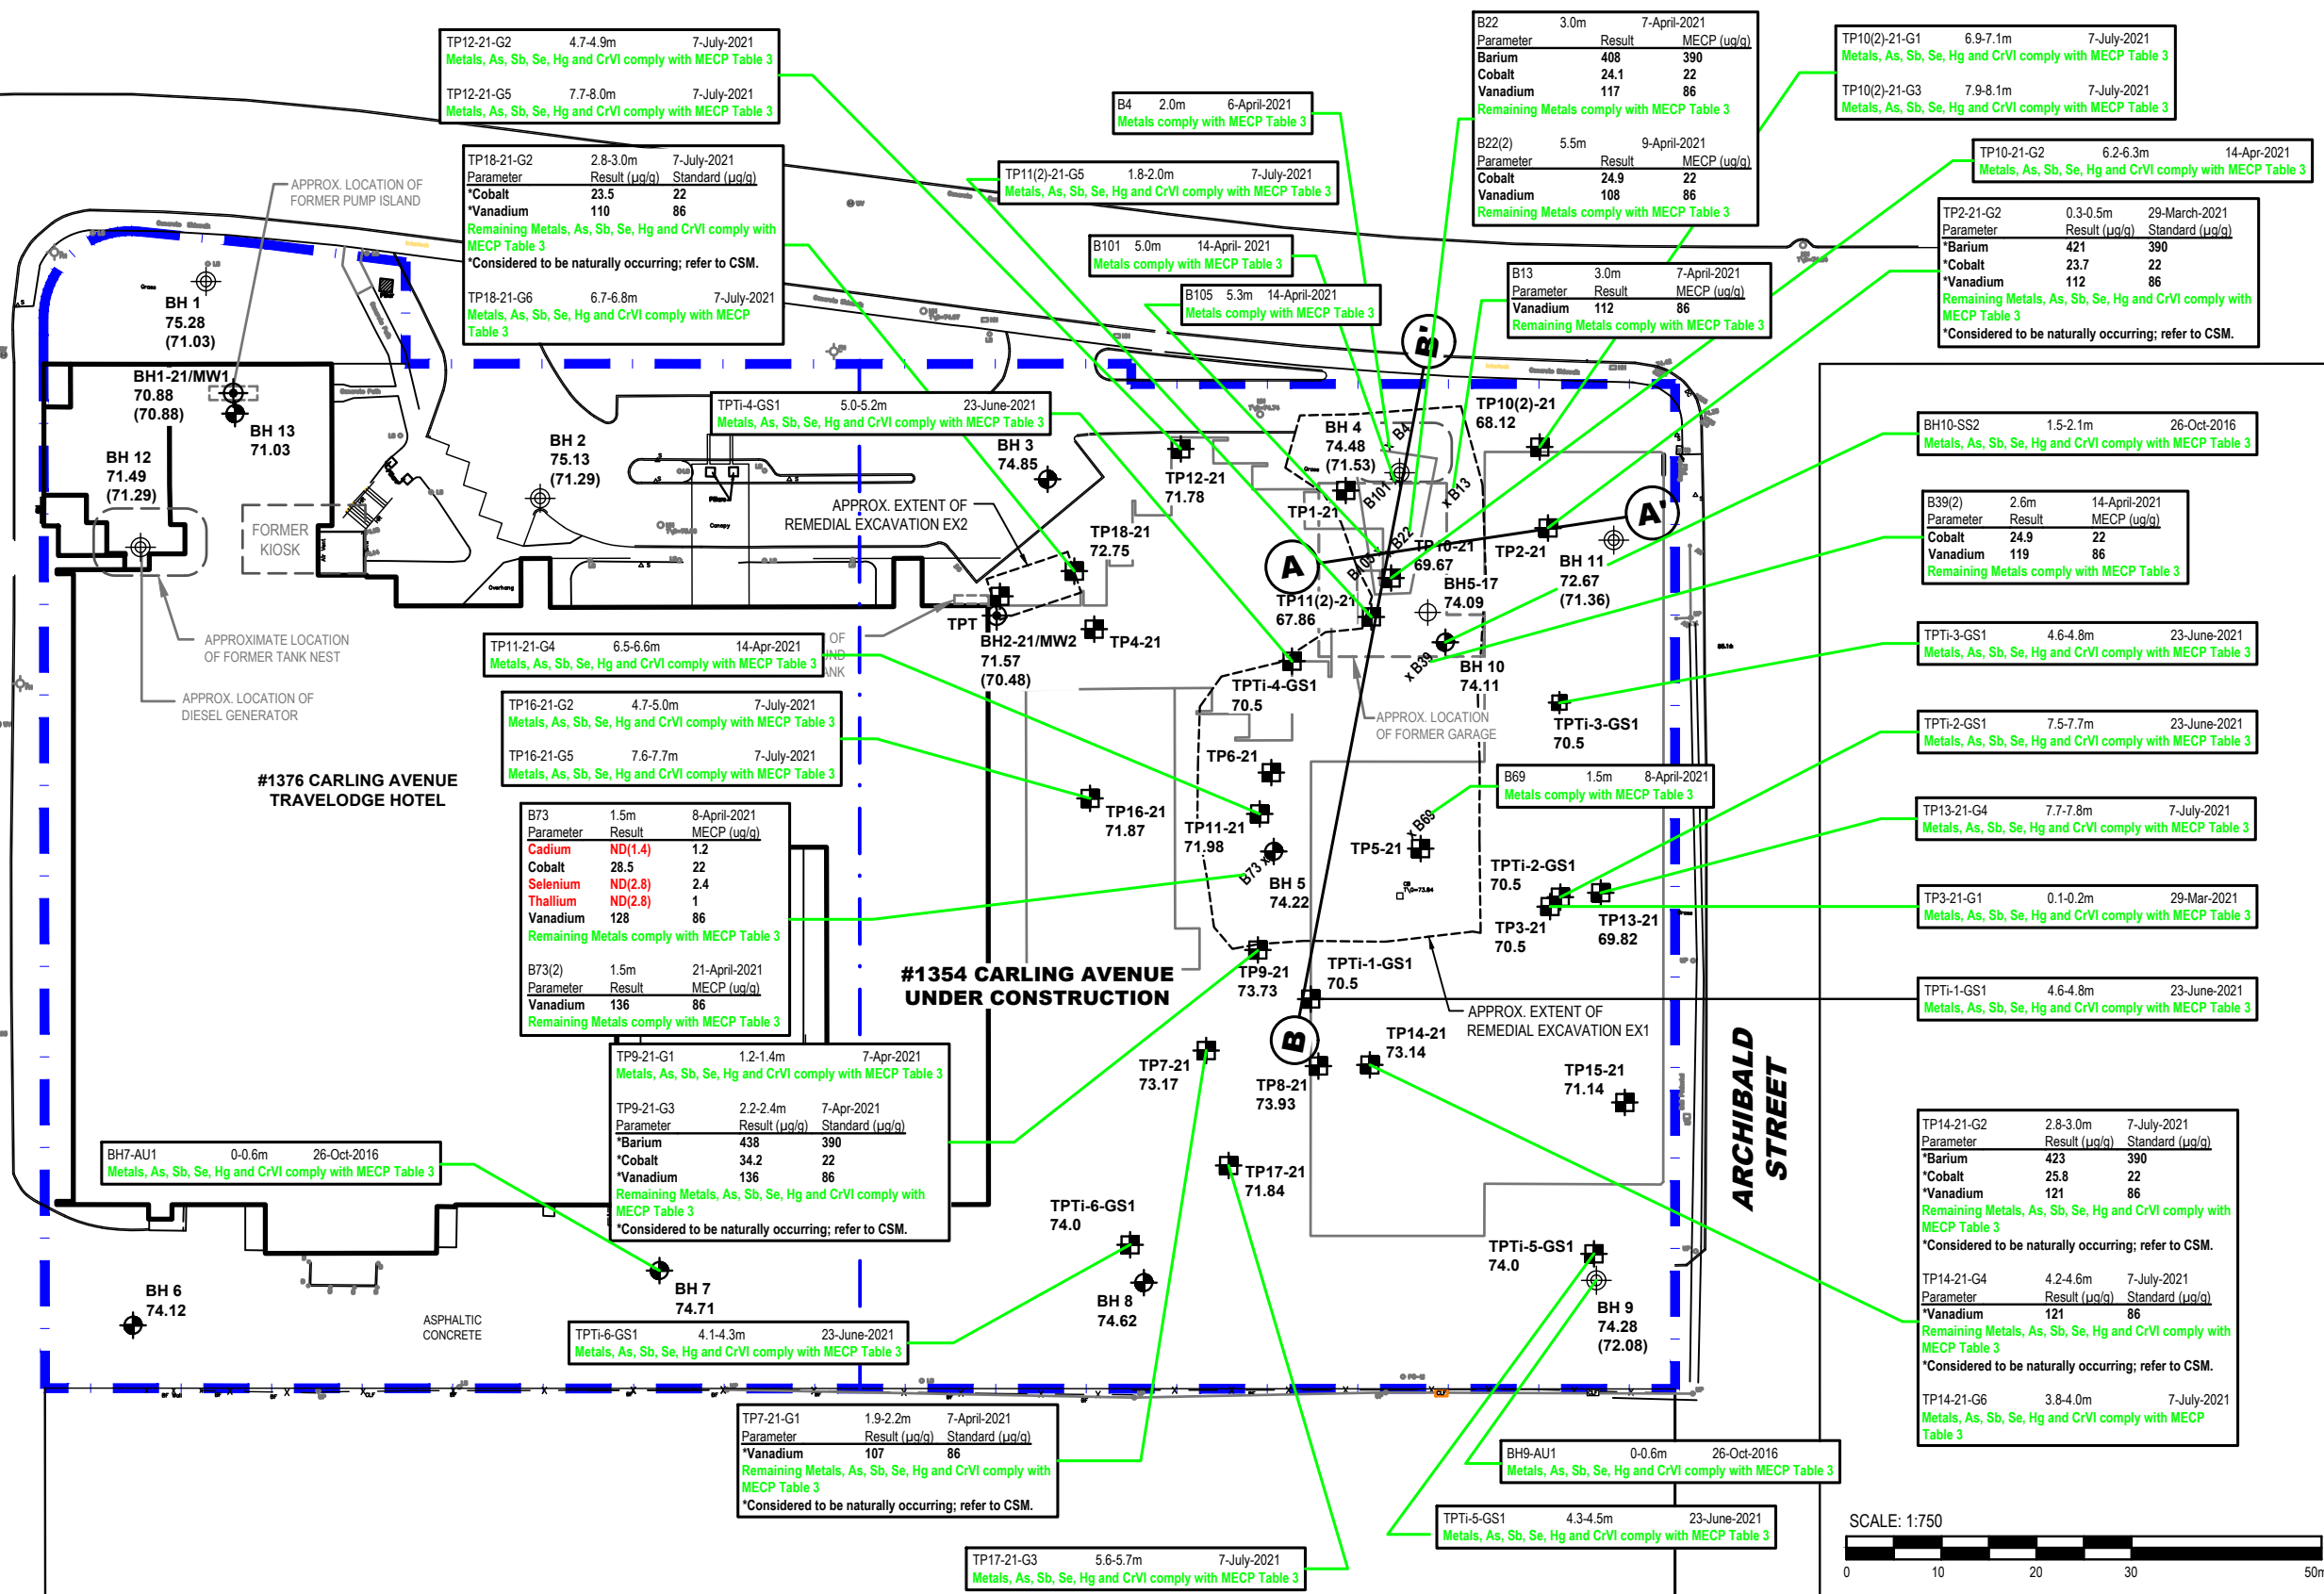 TP12-21-G2 4.7-4.9m 7-July-2021
Metals, As, Sb, Se, Hg and CrVI comply with MECP Table 3
TP12-21-G5 7.7-8.0m 7-July-2021
Metals, As, Sb, Se, Hg and CrVI comply with MECP Table 3
B4 2.0m 6-April-2021
Metals comply with MECP Table 3
B22 3.0m 7-April-2021
Parameter Result MECP (ug/g)
Barium 408 390
Cobalt 24.1 22
Vanadium 117 86
Remaining Metals comply with MECP Table 3
B22(2) 5.5m 9-April-2021
Parameter Result MECP (ug/g)
Cobalt 24.9 22
Vanadium 108 86
Remaining Metals comply with MECP Table 3
TP10(2)-21-G1 6.9-7.1m 7-July-2021
Metals, As, Sb, Se, Hg and CrVI comply with MECP Table 3
TP10(2)-21-G3 7.9-8.1m 7-July-2021
Metals, As, Sb, Se, Hg and CrVI comply with MECP Table 3
TP10-21-G2 6.2-6.3m 14-Apr-2021
Metals, As, Sb, Se, Hg and CrVI comply with MECP Table 3
TP18-21-G2 2.8-3.0m 7-July-2021
Parameter Result (µg/g) Standard (µg/g)
*Cobalt 23.5 22
*Vanadium 110 86
Remaining Metals, As, Sb, Se, Hg and CrVI comply with
MECP Table 3
*Considered to be naturally occurring; refer to CSM.
TP18-21-G6 6.7-6.8m 7-July-2021
Metals, As, Sb, Se, Hg and CrVI comply with MECP
Table 3
TP11(2)-21-G5 1.8-2.0m 7-July-2021
Metals, As, Sb, Se, Hg and CrVI comply with MECP Table 3
B101 5.0m 14-April- 2021
Metals comply with MECP Table 3
B105 5.3m 14-April-2021
Metals comply with MECP Table 3
B13 3.0m 7-April-2021
Parameter Result MECP (ug/g)
Vanadium 112 86
Remaining Metals comply with MECP Table 3
TP2-21-G2 0.3-0.5m 29-March-2021
Parameter Result (µg/g) Standard (µg/g)
*Barium 421 390
*Cobalt 23.7 22
*Vanadium 112 86
Remaining Metals, As, Sb, Se, Hg and CrVI comply with
MECP Table 3
*Considered to be naturally occurring; refer to CSM.
APPROX. LOCATION OF
FORMER PUMP ISLAND
BH 1
75.28
(71.03)
BH1-21/MW1
70.88
(70.88)
BH 13
71.03
BH 12
71.49
(71.29)
FORMER
KIOSK
BH 2
75.13
(71.29)
Pillars
Canopy
Overhang
TPTi-4-GS1 5.0-5.2m 23-June-2021
Metals, As, Sb, Se, Hg and CrVI comply with MECP Table 3
BH 3
74.85
APPROX. EXTENT OF
REMEDIAL EXCAVATION EX2
TP12-21
71.78
TP18-21
72.75
BH 4
74.48
(71.53)
TP1-21
B4
B101
x B13
B22
B105
TP10(2)-21
68.12
B'
A'
A
TP2-21
TP10-21
69.67
BH5-17
74.09
BH 11
72.67
(71.36)
TP11(2)-21
67.86
x B39
BH 10
74.11
BH10-SS2 1.5-2.1m 26-Oct-2016
Metals, As, Sb, Se, Hg and CrVI comply with MECP Table 3
B39(2) 2.6m 14-April-2021
Parameter Result MECP (ug/g)
Cobalt 24.9 22
Vanadium 119 86
Remaining Metals comply with MECP Table 3
APPROXIMATE LOCATION
OF FORMER TANK NEST
APPROX. LOCATION OF
DIESEL GENERATOR
TPT
BH2-21/MW2
71.57
(70.48)
TP4-21
OF
TP11-21-G4 6.5-6.6m 14-Apr-2021
Metals, As, Sb, Se, Hg and CrVI comply with MECP Table 3
TP16-21-G2 4.7-5.0m 7-July-2021
Metals, As, Sb, Se, Hg and CrVI comply with MECP Table 3
TP16-21-G5 7.6-7.7m 7-July-2021
Metals, As, Sb, Se, Hg and CrVI comply with MECP Table 3
TPTi-4-GS1
70.5
APPROX. LOCATION
OF FORMER GARAGE
TPTi-3-GS1
70.5
TPTi-3-GS1 4.6-4.8m 23-June-2021
Metals, As, Sb, Se, Hg and CrVI comply with MECP Table 3
TPTi-2-GS1 7.5-7.7m 23-June-2021
Metals, As, Sb, Se, Hg and CrVI comply with MECP Table 3
#1376 CARLING AVENUE
TRAVELODGE HOTEL
TP6-21
TP16-21
71.87
TP11-21
71.98
B73 x
BH 5
74.22
B69 1.5m 8-April-2021
Metals comply with MECP Table 3
x B69
TP5-21
TPTi-2-GS1
70.5
TP3-21
70.5
TP13-21
69.82
TP13-21-G4 7.7-7.8m 7-July-2021
Metals, As, Sb, Se, Hg and CrVI comply with MECP Table 3
TP3-21-G1 0.1-0.2m 29-Mar-2021
Metals, As, Sb, Se, Hg and CrVI comply with MECP Table 3
TPTi-1-GS1 4.6-4.8m 23-June-2021
Metals, As, Sb, Se, Hg and CrVI comply with MECP Table 3
B73 1.5m 8-April-2021
Parameter Result MECP (ug/g)
Cadium ND(1.4) 1.2
Cobalt 28.5 22
Selenium ND(2.8) 2.4
Thallium ND(2.8) 1
Vanadium 128 86
Remaining Metals comply with MECP Table 3
B73(2) 1.5m 21-April-2021
Parameter Result MECP (ug/g)
Vanadium 136 86
Remaining Metals comply with MECP Table 3
#1354 CARLING AVENUE
UNDER CONSTRUCTION
TP9-21
73.73
TPTi-1-GS1
70.5
APPROX. EXTENT OF
REMEDIAL EXCAVATION EX1
B
TP9-21-G1 1.2-1.4m 7-Apr-2021
Metals, As, Sb, Se, Hg and CrVI comply with MECP Table 3
TP9-21-G3 2.2-2.4m 7-Apr-2021
Parameter Result (µg/g) Standard (µg/g)
*Barium 438 390
*Cobalt 34.2 22
*Vanadium 136 86
Remaining Metals, As, Sb, Se, Hg and CrVI comply with
MECP Table 3
*Considered to be naturally occurring; refer to CSM.
TP7-21
73.17
TP8-21
73.93
TP14-21
73.14
TP15-21
71.14
ARCHIBALD
STREET
BH7-AU1 0-0.6m 26-Oct-2016
Metals, As, Sb, Se, Hg and CrVI comply with MECP Table 3
TP17-21
71.84
TPTi-6-GS1
74.0
TPTi-5-GS1
74.0
BH 6
74.12
BH 7
74.71
BH 8
74.62
BH 9
74.28
(72.08)
ASPHALTIC
CONCRETE
TP14-21-G2 2.8-3.0m 7-July-2021
Parameter Result (µg/g) Standard (µg/g)
*Barium 423 390
*Cobalt 25.8 22
*Vanadium 121 86
Remaining Metals, As, Sb, Se, Hg and CrVI comply with
MECP Table 3
*Considered to be naturally occurring; refer to CSM.
TP14-21-G4 4.2-4.6m 7-July-2021
Parameter Result (µg/g) Standard (µg/g)
*Vanadium 121 86
Remaining Metals, As, Sb, Se, Hg and CrVI comply with
MECP Table 3
*Considered to be naturally occurring; refer to CSM.
TP14-21-G6 3.8-4.0m 7-July-2021
Metals, As, Sb, Se, Hg and CrVI comply with MECP
Table 3
TPTi-6-GS1 4.1-4.3m 23-June-2021
Metals, As, Sb, Se, Hg and CrVI comply with MECP Table 3
TP7-21-G1 1.9-2.2m 7-April-2021
Parameter Result (µg/g) Standard (µg/g)
*Vanadium 107 86
Remaining Metals, As, Sb, Se, Hg and CrVI comply with
MECP Table 3
*Considered to be naturally occurring; refer to CSM.
BH9-AU1 0-0.6m 26-Oct-2016
Metals, As, Sb, Se, Hg and CrVI comply with MECP Table 3
TPTi-5-GS1 4.3-4.5m 23-June-2021
Metals, As, Sb, Se, Hg and CrVI comply with MECP Table 3
TP17-21-G3 5.6-5.7m 7-July-2021
Metals, As, Sb, Se, Hg and CrVI comply with MECP Table 3
SCALE: 1:750
0 10 20 30 50m